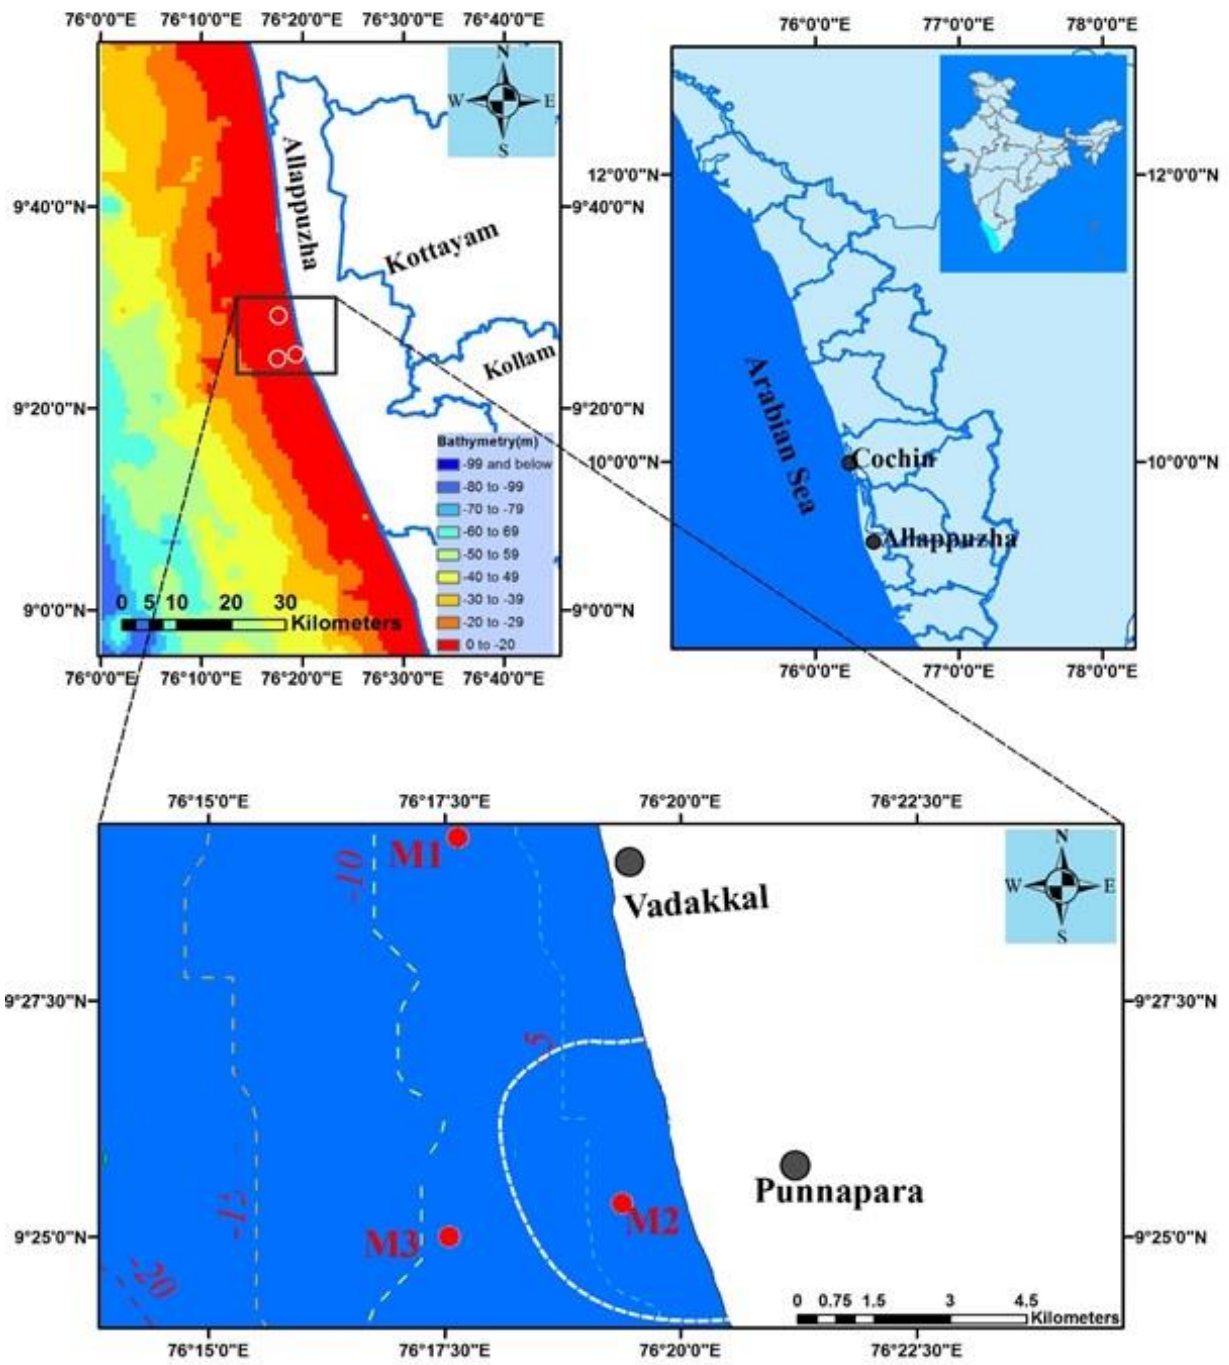 76°0'0"E 76°10'0"E 76°20'0"E 76°30'0"E 76°40'0"E
N
W E
S
Allappuzha
Kottayam
Kollam
9°40'0"N 9°40'0"N
9°20'0"N 9°20'0"N
9°0'0"N 9°0'0"N
Bathymetry(m)
-99 and below
-80 to -99
-70 to -79
-60 to 69
-50 to 59
-40 to 49
-30 to -39
-20 to -29
0 to -20
0 5 10 20 30
Kilometers
76°0'0"E 76°10'0"E 76°20'0"E 76°30'0"E 76°40'0"E
76°0'0"E 77°0'0"E 78°0'0"E
12°0'0"N 12°0'0"N
Arabian Sea
Cochin
10°0'0"N 10°0'0"N
Allappuzha
76°0'0"E 77°0'0"E 78°0'0"E
76°15'0"E 76°17'30"E 76°20'0"E 76°22'30"E
M1
-10
Vadakkal
N
W E
S
9°27'30"N 9°27'30"N
5
Punnapara
-15
M2
M3
9°25'0"N 9°25'0"N
-20
0 0.75 1.5 3 4.5
Kilometers
76°15'0"E 76°17'30"E 76°20'0"E 76°22'30"E